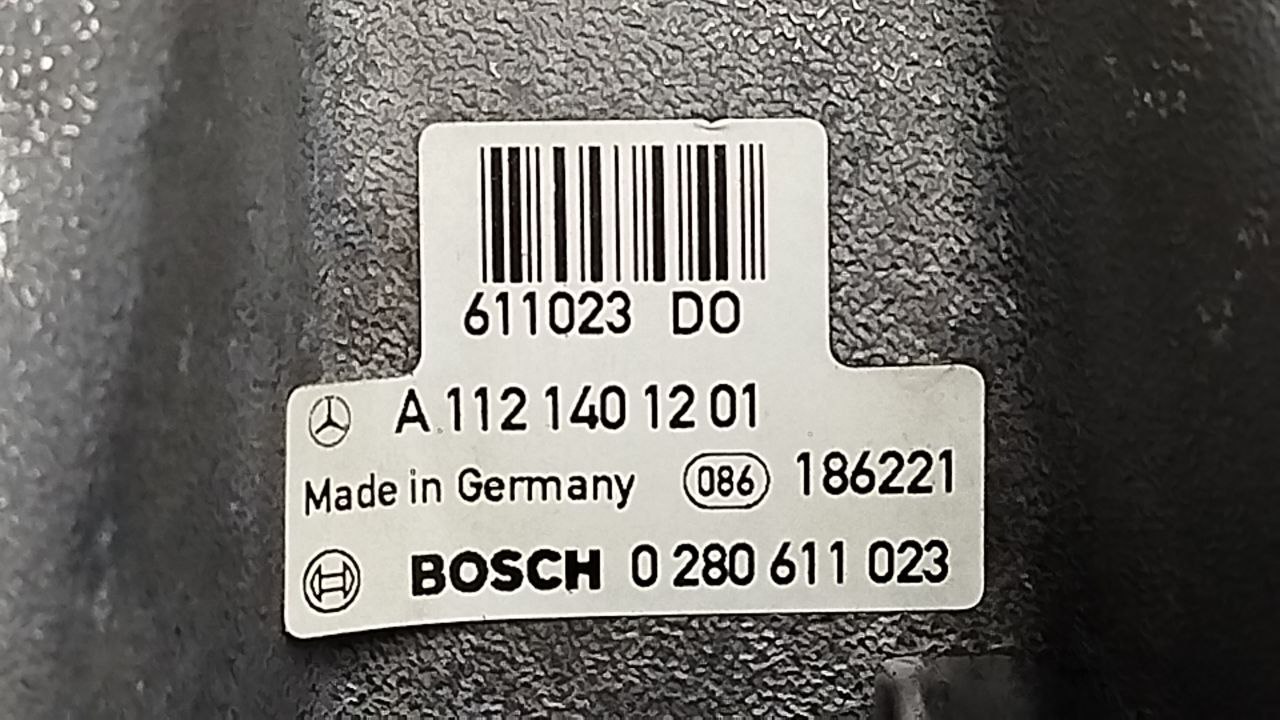 611023 DO
A 112 140 12 01
Made in Germany 086 186221
BOSCH 0 280 611 023